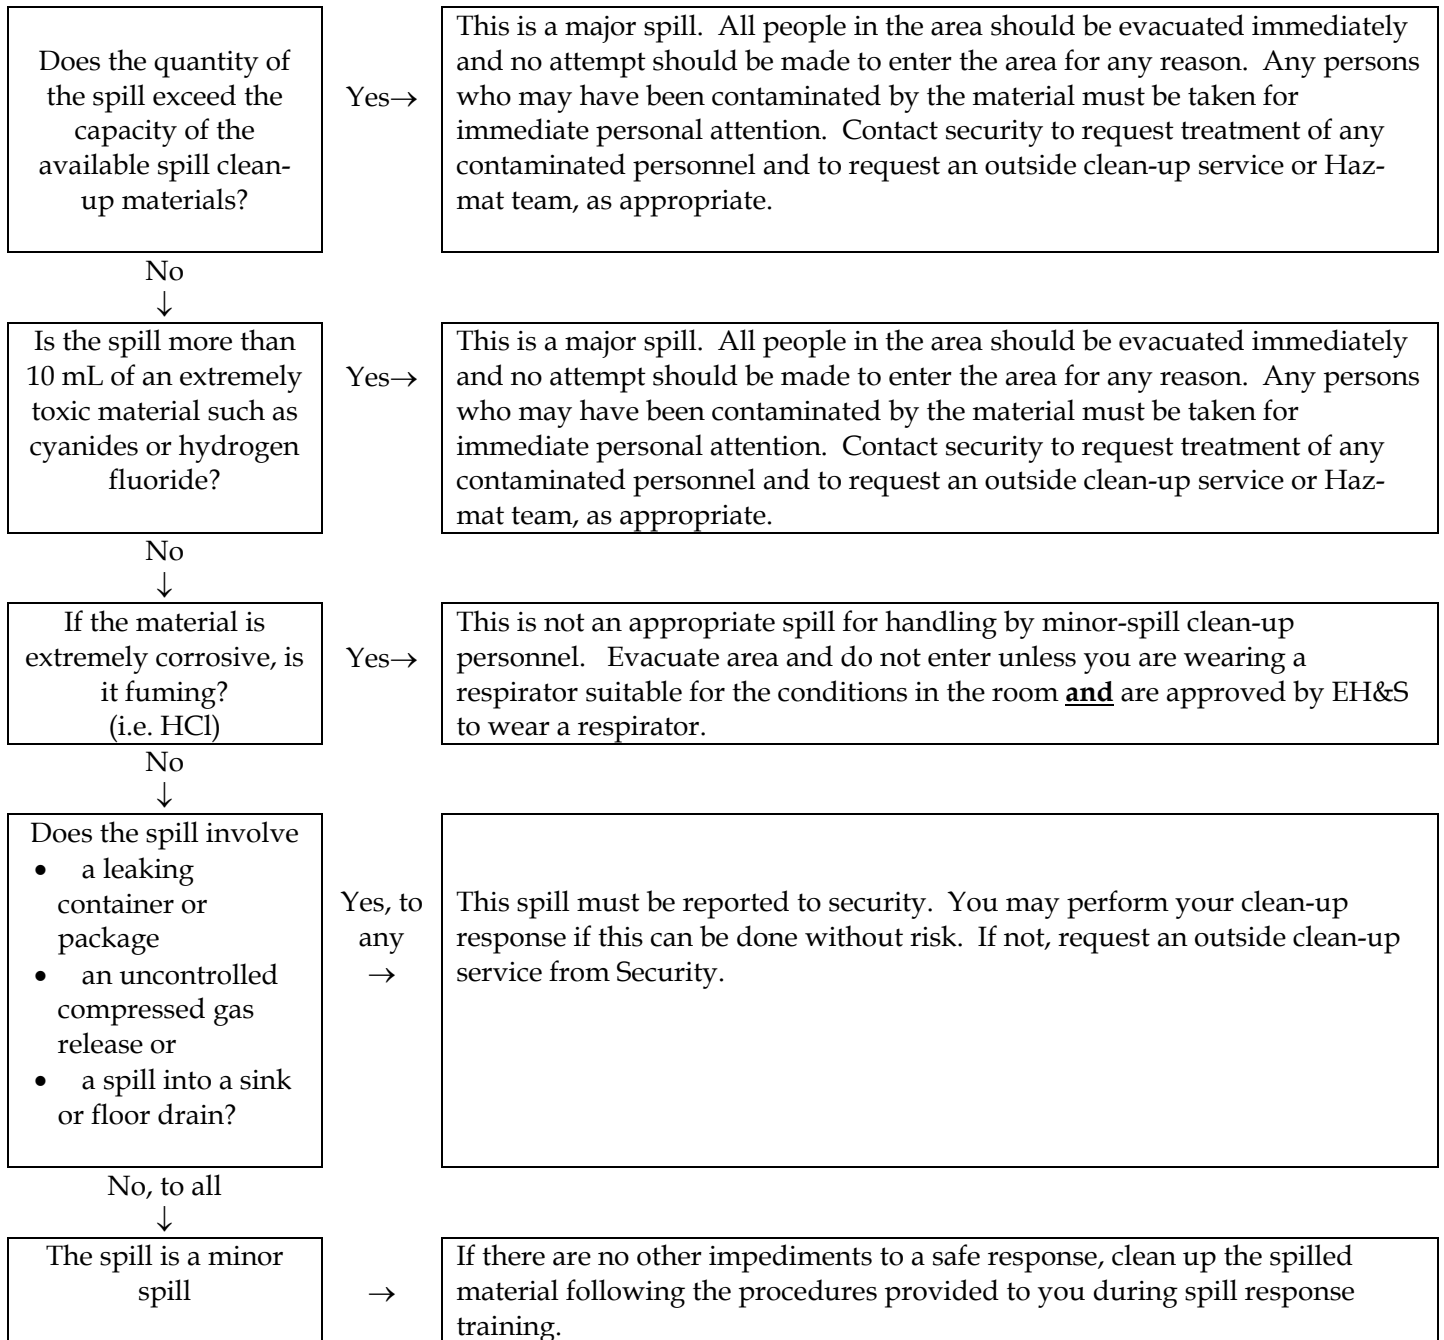 Does the quantity of
the spill exceed the
capacity of the
available spill clean-
up materials?
Yes→
This is a major spill.  All people in the area should be evacuated immediately
and no attempt should be made to enter the area for any reason.  Any persons
who may have been contaminated by the material must be taken for
immediate personal attention.  Contact security to request treatment of any
contaminated personnel and to request an outside clean-up service or Haz-
mat team, as appropriate.
No
↓
Is the spill more than
10 mL of an extremely
toxic material such as
cyanides or hydrogen
fluoride?
Yes→
This is a major spill.  All people in the area should be evacuated immediately
and no attempt should be made to enter the area for any reason.  Any persons
who may have been contaminated by the material must be taken for
immediate personal attention.  Contact security to request treatment of any
contaminated personnel and to request an outside clean-up service or Haz-
mat team, as appropriate.
No
↓
If the material is
extremely corrosive, is
it fuming?
(i.e. HCl)
Yes→
This is not an appropriate spill for handling by minor-spill clean-up
personnel.   Evacuate area and do not enter unless you are wearing a
respirator suitable for the conditions in the room and are approved by EH&S
to wear a respirator.
No
↓
Does the spill involve
• a leaking
container or
package
• an uncontrolled
compressed gas
release or
• a spill into a sink
or floor drain?
Yes, to
any
→
This spill must be reported to security.  You may perform your clean-up
response if this can be done without risk.  If not, request an outside clean-up
service from Security.
No, to all
↓
The spill is a minor
spill
→
If there are no other impediments to a safe response, clean up the spilled
material following the procedures provided to you during spill response
training.